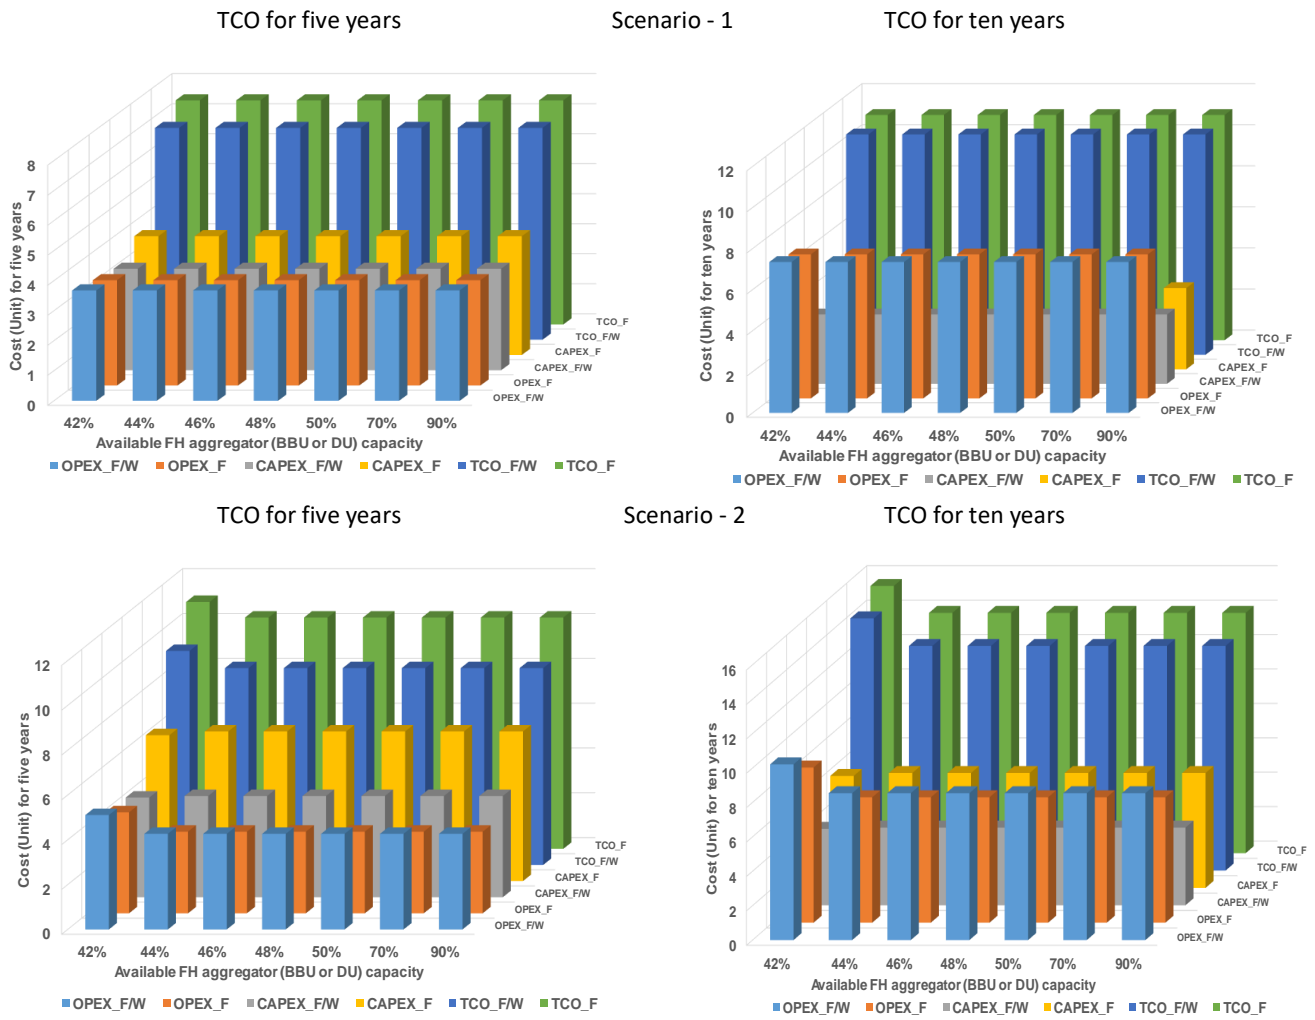 TCO for five years Scenario - 1 TCO for ten years
Cost (Unit) for five years
8
7
6
5
4
3
2
1
0
42% 44% 46% 48% 50% 70% 90%
TCO_F
TCO_F/W
CAPEX_F
CAPEX_F/W
OPEX_F
OPEX_F/W
Available FH aggregator (BBU or DU) capacity
OPEX_F/W OPEX_F CAPEX_F/W CAPEX_F TCO_F/W TCO_F
Cost (Unit) for ten years
12
10
8
6
4
2
0
42% 44% 46% 48% 50% 70% 90%
TCO_F
TCO_F/W
CAPEX_F
CAPEX_F/W
OPEX_F
OPEX_F/W
Available FH aggregator (BBU or DU) capacity
OPEX_F/W OPEX_F CAPEX_F/W CAPEX_F TCO_F/W TCO_F
TCO for five years Scenario - 2 TCO for ten years
Cost (Unit) for five years
12
10
8
6
4
2
0
42% 44% 46% 48% 50% 70% 90%
TCO_F
TCO_F/W
CAPEX_F
CAPEX_F/W
OPEX_F
OPEX_F/W
Available FH aggregator (BBU or DU) capacity
OPEX_F/W OPEX_F CAPEX_F/W CAPEX_F TCO_F/W TCO_F
Cost (Unit) for ten years
16
14
12
10
8
6
4
2
0
42% 44% 46% 48% 50% 70% 90%
TCO_F
TCO_F/W
CAPEX_F
CAPEX_F/W
OPEX_F
OPEX_F/W
Available FH aggregator (BBU or DU) capacity
OPEX_F/W OPEX_F CAPEX_F/W CAPEX_F TCO_F/W TCO_F